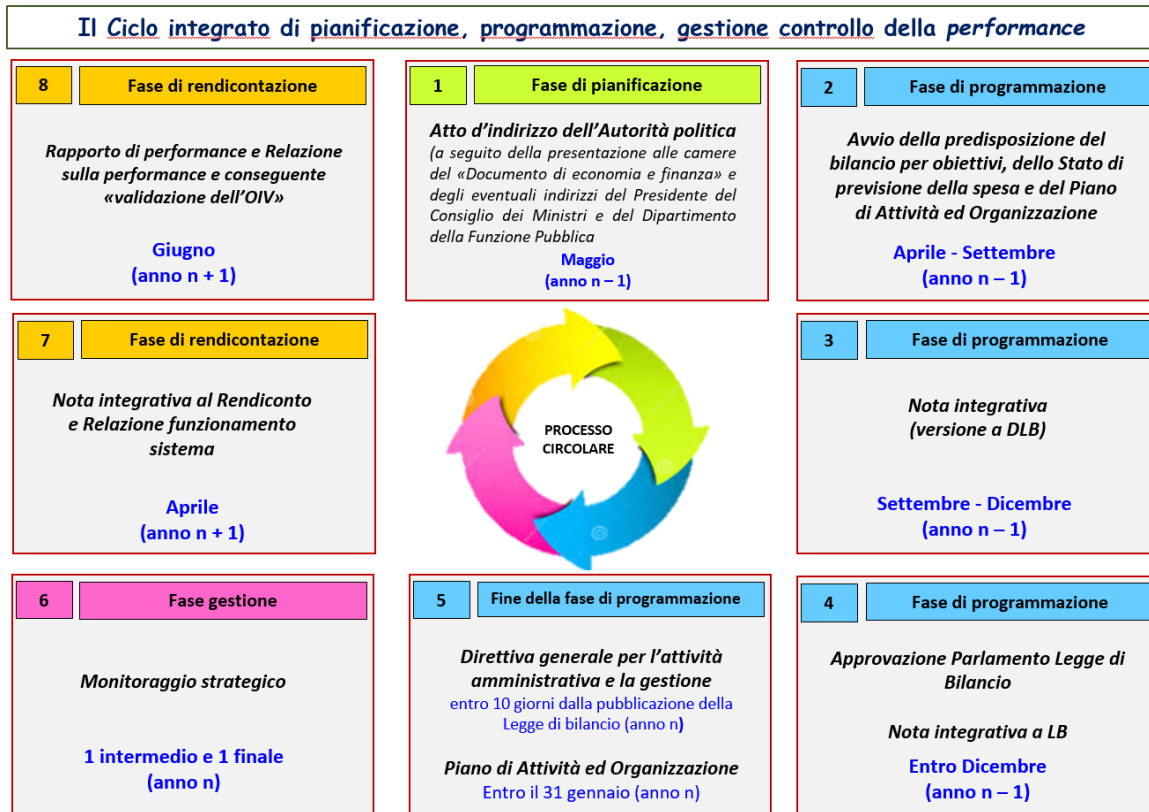 Il Ciclo integrato di pianificazione, programmazione, gestione controllo della performance
8
Fase di rendicontazione
Rapporto di performance e Relazione
sulla performance e conseguente
«validazione dell'OIV»
Giugno
(anno n + 1)
1
Fase di pianificazione
Atto d'indirizzo dell'Autorità politica
(a seguito della presentazione alle camere
del «Documento di economia e finanza» e
degli eventuali indirizzi del Presidente del
Consiglio dei Ministri e del Dipartimento
della Funzione Pubblica
Maggio
(anno n – 1)
2
Fase di programmazione
Avvio della predisposizione del
bilancio per obiettivi, dello Stato di
previsione della spesa e del Piano
di Attività ed Organizzazione
Aprile - Settembre
(anno n – 1)
7
Fase di rendicontazione
Nota integrativa al Rendiconto
e Relazione funzionamento
sistema
Aprile
(anno n + 1)
PROCESSO
CIRCOLARE
3
Fase di programmazione
Nota integrativa
(versione a DLB)
Settembre - Dicembre
(anno n – 1)
6
Fase gestione
Monitoraggio strategico
1 intermedio e 1 finale
(anno n)
5
Fine della fase di programmazione
Direttiva generale per l'attività
amministrativa e la gestione
entro 10 giorni dalla pubblicazione della
Legge di bilancio (anno n)
Piano di Attività ed Organizzazione
Entro il 31 gennaio (anno n)
4
Fase di programmazione
Approvazione Parlamento Legge di
Bilancio
Nota integrativa a LB
Entro Dicembre
(anno n – 1)